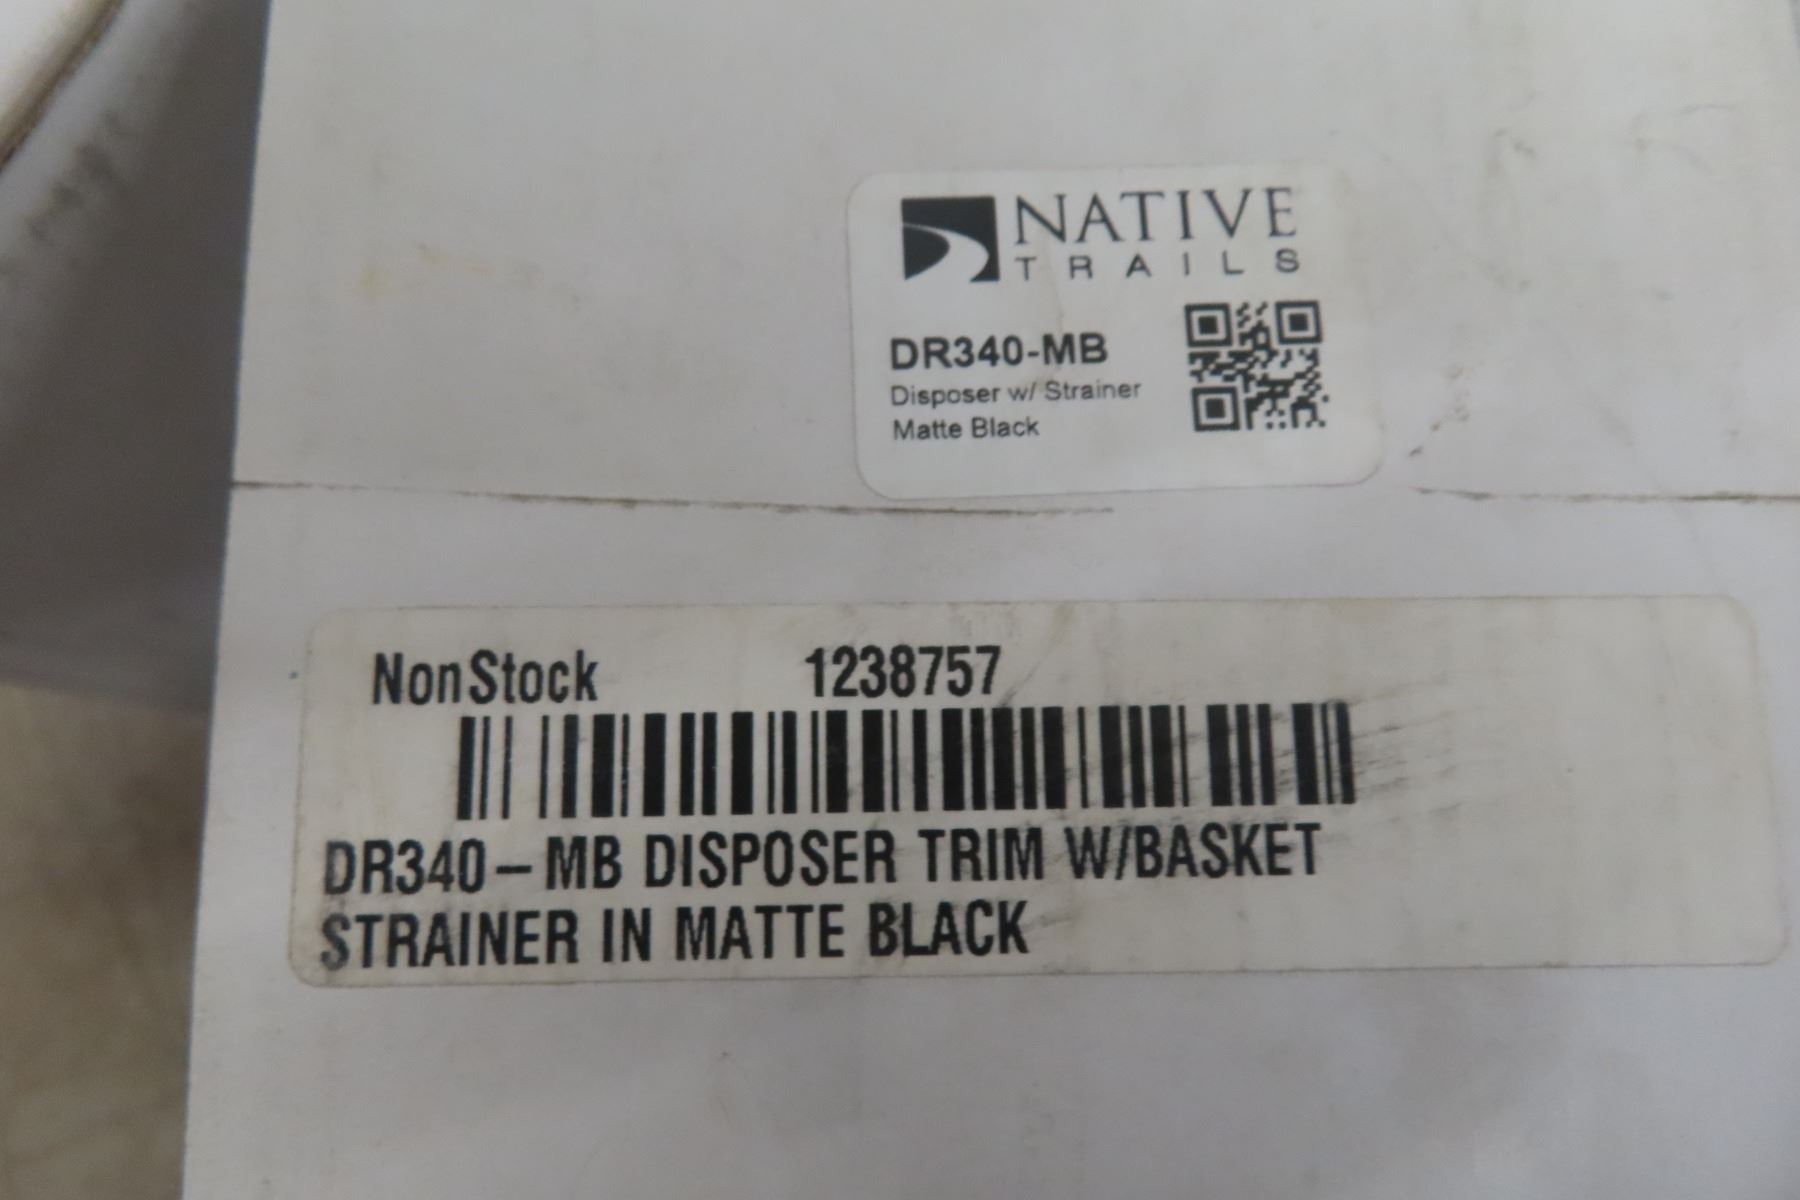 NATIVE
TRAILS
DR340-MB
Disposer w/ Strainer
Matte Black
NonStock 1238757
DR340-MB DISPOSER TRIM W/BASKET
STRAINER IN MATTE BLACK